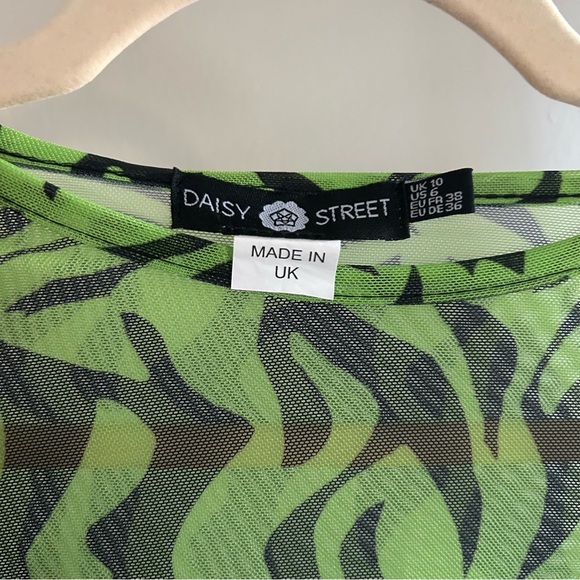 DAISY STREET
UK 10
US 6
EU FR 38
EU DE 36
MADE IN
UK